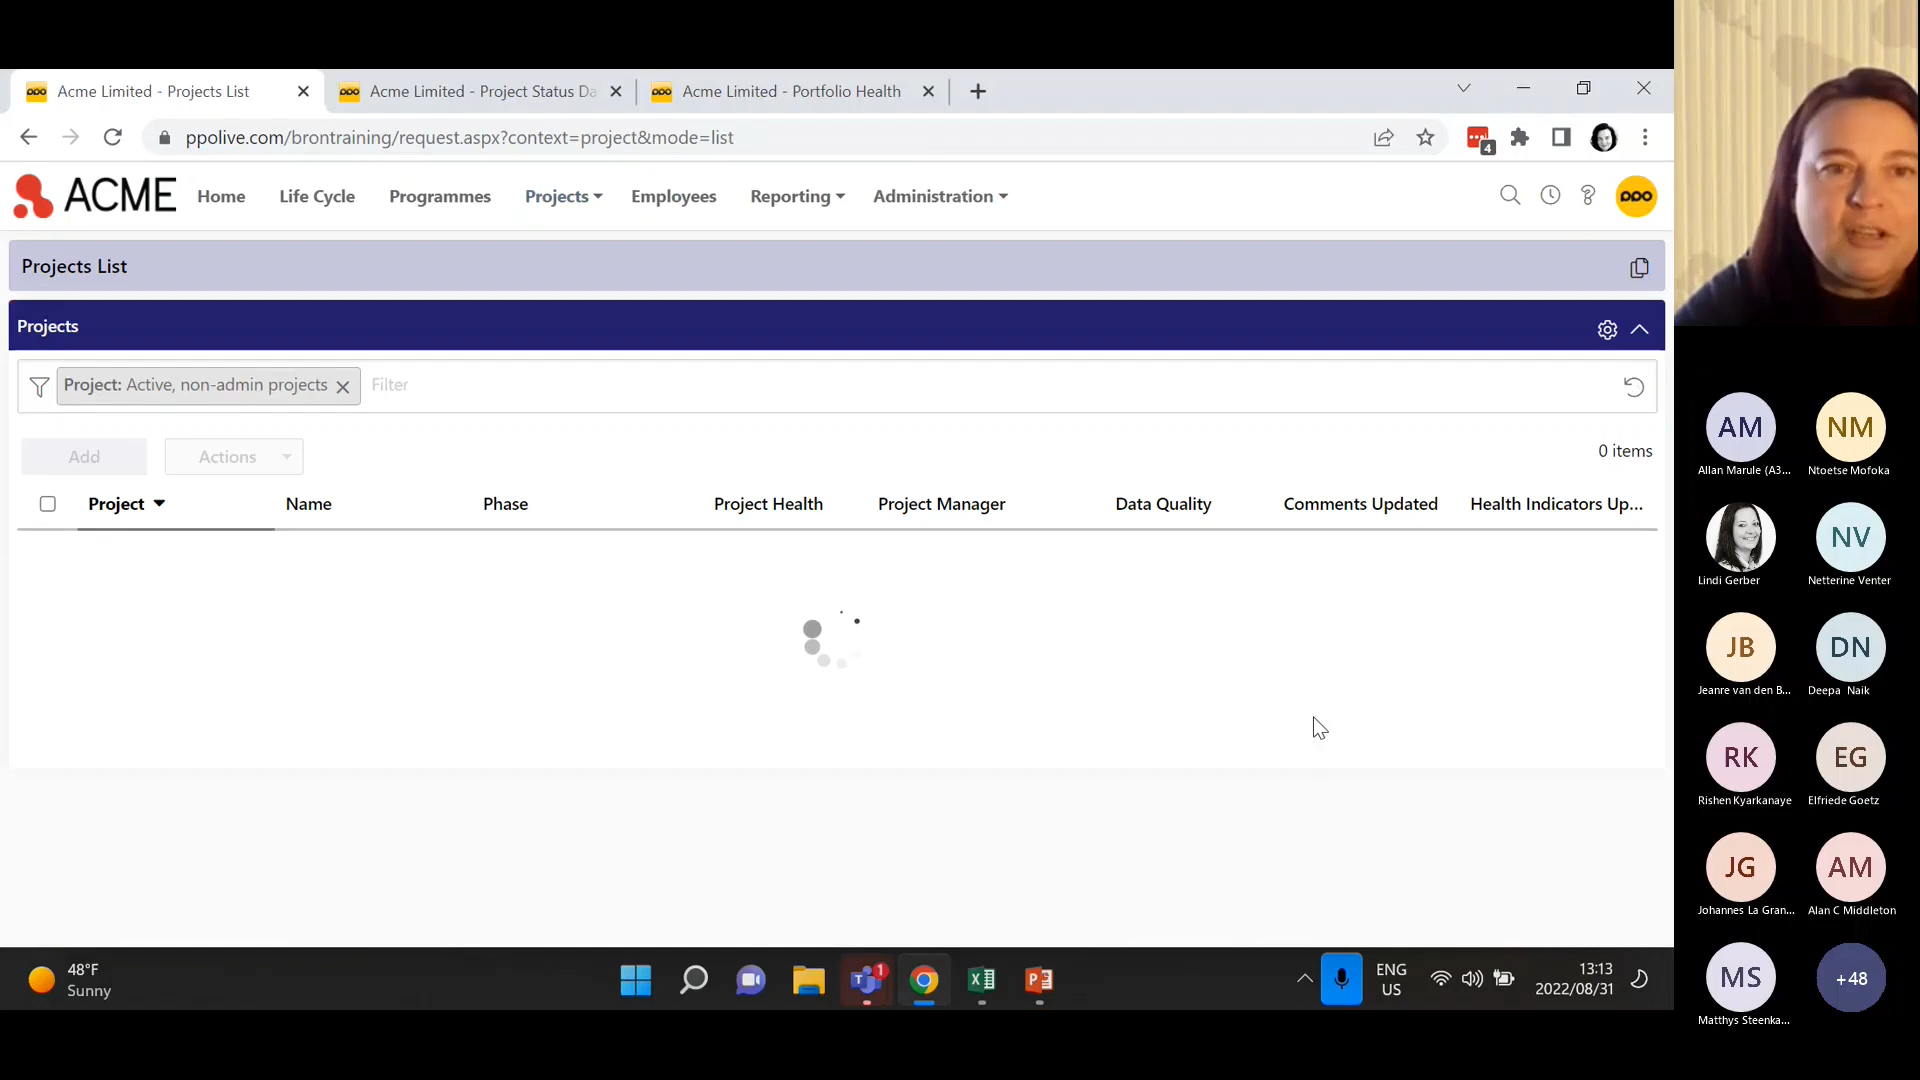 Acme Limited - Projects List
Acme Limited - Project Status Da
Acme Limited - Portfolio Health
ppolive.com/brontraining/request.aspx?context=project&mode=list
4
ACME
Home
Life Cycle
Programmes
Projects
Employees
Reporting
Administration
ppo
Projects List
Projects
Project: Active, non-admin projects
Filter
Add
Actions
0 items
Project
Name
Phase
Project Health
Project Manager
Data Quality
Comments Updated
Health Indicators Up...
AM
Allan Marule (A3...
NM
Ntoetse Mofoka
Lindi Gerber
NV
Netterine Venter
JB
Jeanre van den B...
DN
Deepa Naik
RK
Rishen Kyarkanaye
EG
Elfriede Goetz
JG
Johannes La Gran...
AM
Alan C Middleton
MS
Matthys Steenka...
+48
48°F
Sunny
1
ENG
US
13:13
2022/08/31